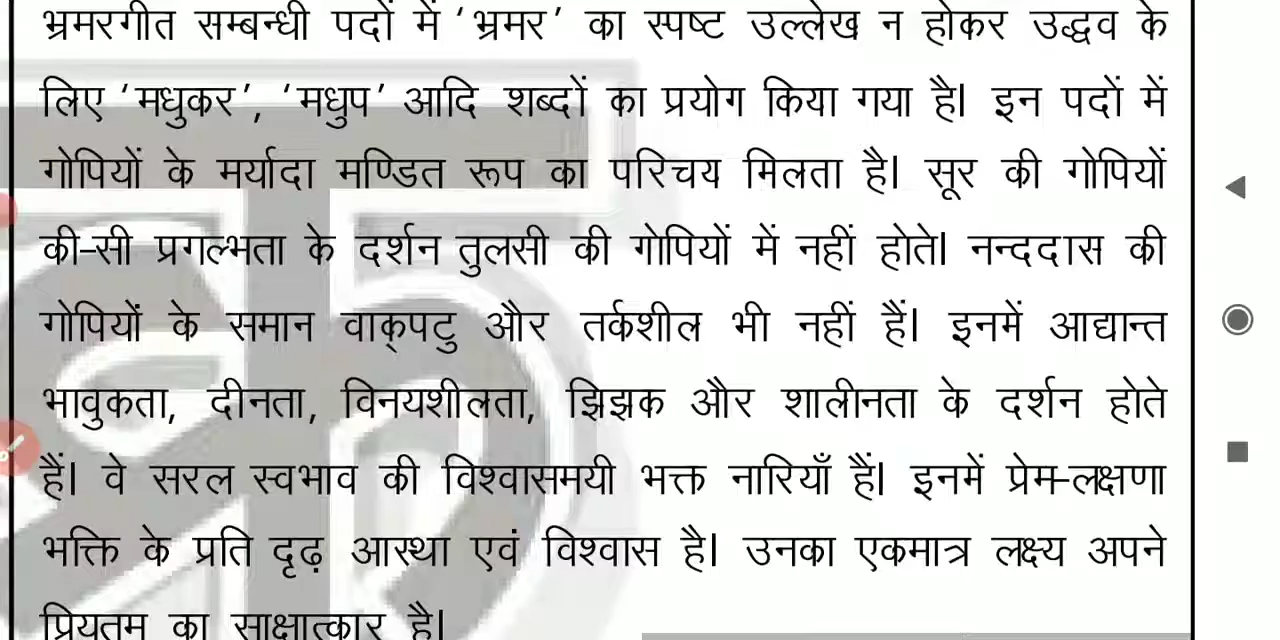 भ्रमरगीत सम्बन्धी पदों में ‘भ्रमर’ का स्पष्ट उल्लेख न होकर उद्धव के
लिए ‘मधुकर’, ‘मधुप’ आदि शब्दों का प्रयोग किया गया है। इन पदों में
गोपियों के मर्यादा मण्डित रूप का परिचय मिलता है। सूर की गोपियों
की-सी प्रगल्भता के दर्शन तुलसी की गोपियों में नहीं होते। नन्ददास की
गोपियों के समान वाक्‌पटु और तर्कशील भी नहीं हैं। इनमें आद्यान्त
भावुकता, दीनता, विनयशीलता, झिझक और शालीनता के दर्शन होते
हैं। वे सरल स्वभाव की विश्वासमयी भक्त नारियाँ हैं। इनमें प्रेम-लक्षणा
भक्ति के प्रति दृढ़ आस्था एवं विश्वास है। उनका एकमात्र लक्ष्य अपने
प्रियतम का साक्षात्कार है।